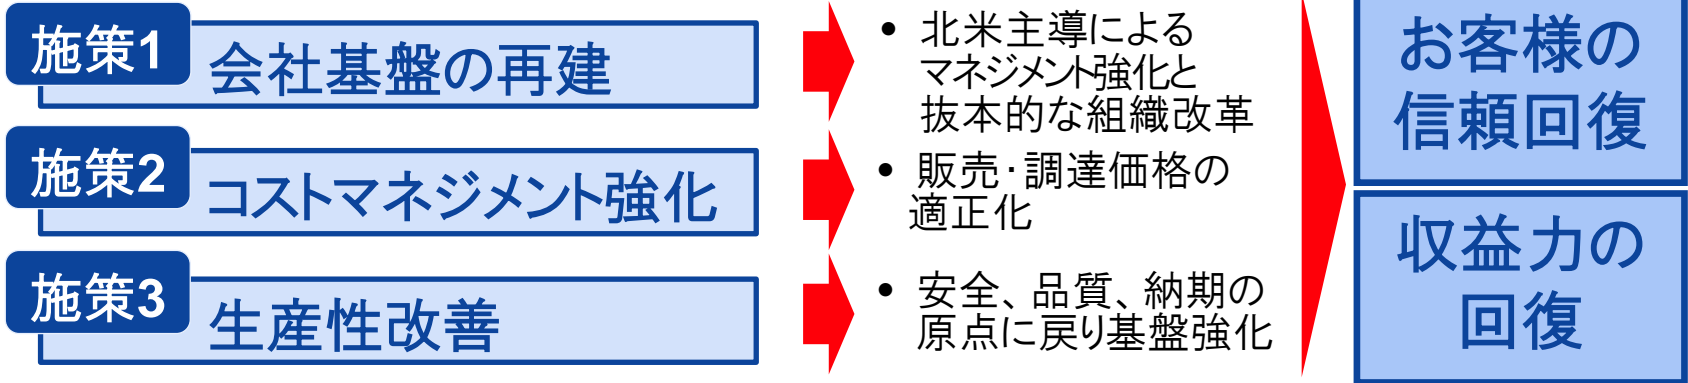 施策1
会社基盤の再建
• 北米主導による
マネジメント強化と
抜本的な組織改革
施策2
コストマネジメント強化
• 販売・調達価格の
適正化
施策3
生産性改善
• 安全、品質、納期の
原点に戻り基盤強化
お客様の
信頼回復
収益力の
回復